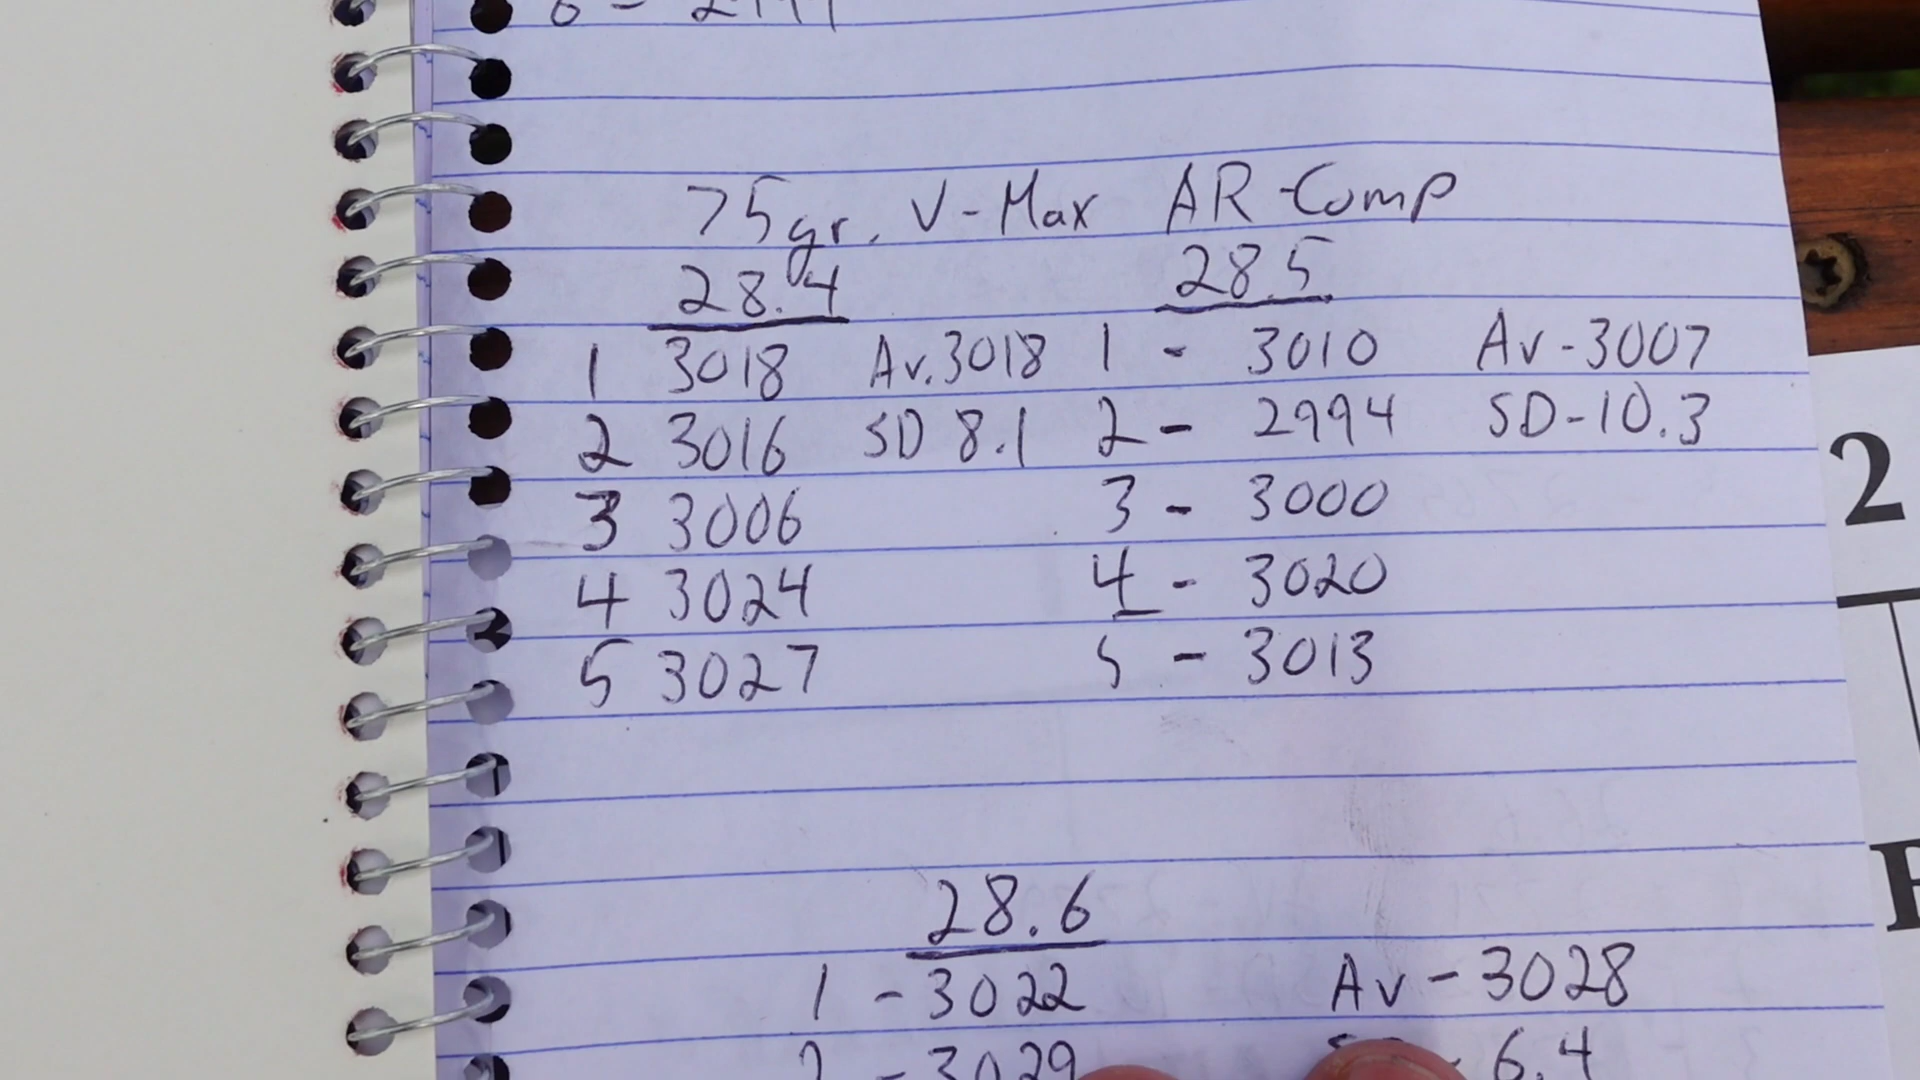 75gr. V-Max AR-Comp
28.4 28.5
1 3018 Av.3018 1 - 3010 Av-3007
2 3016 SD 8.1 2 - 2994 SD-10.3
3 3006 3 - 3000
4 3024 4 - 3020
5 3027 5 - 3013
28.6
1 - 3022 Av - 3028
2 - 3029 6.4
2